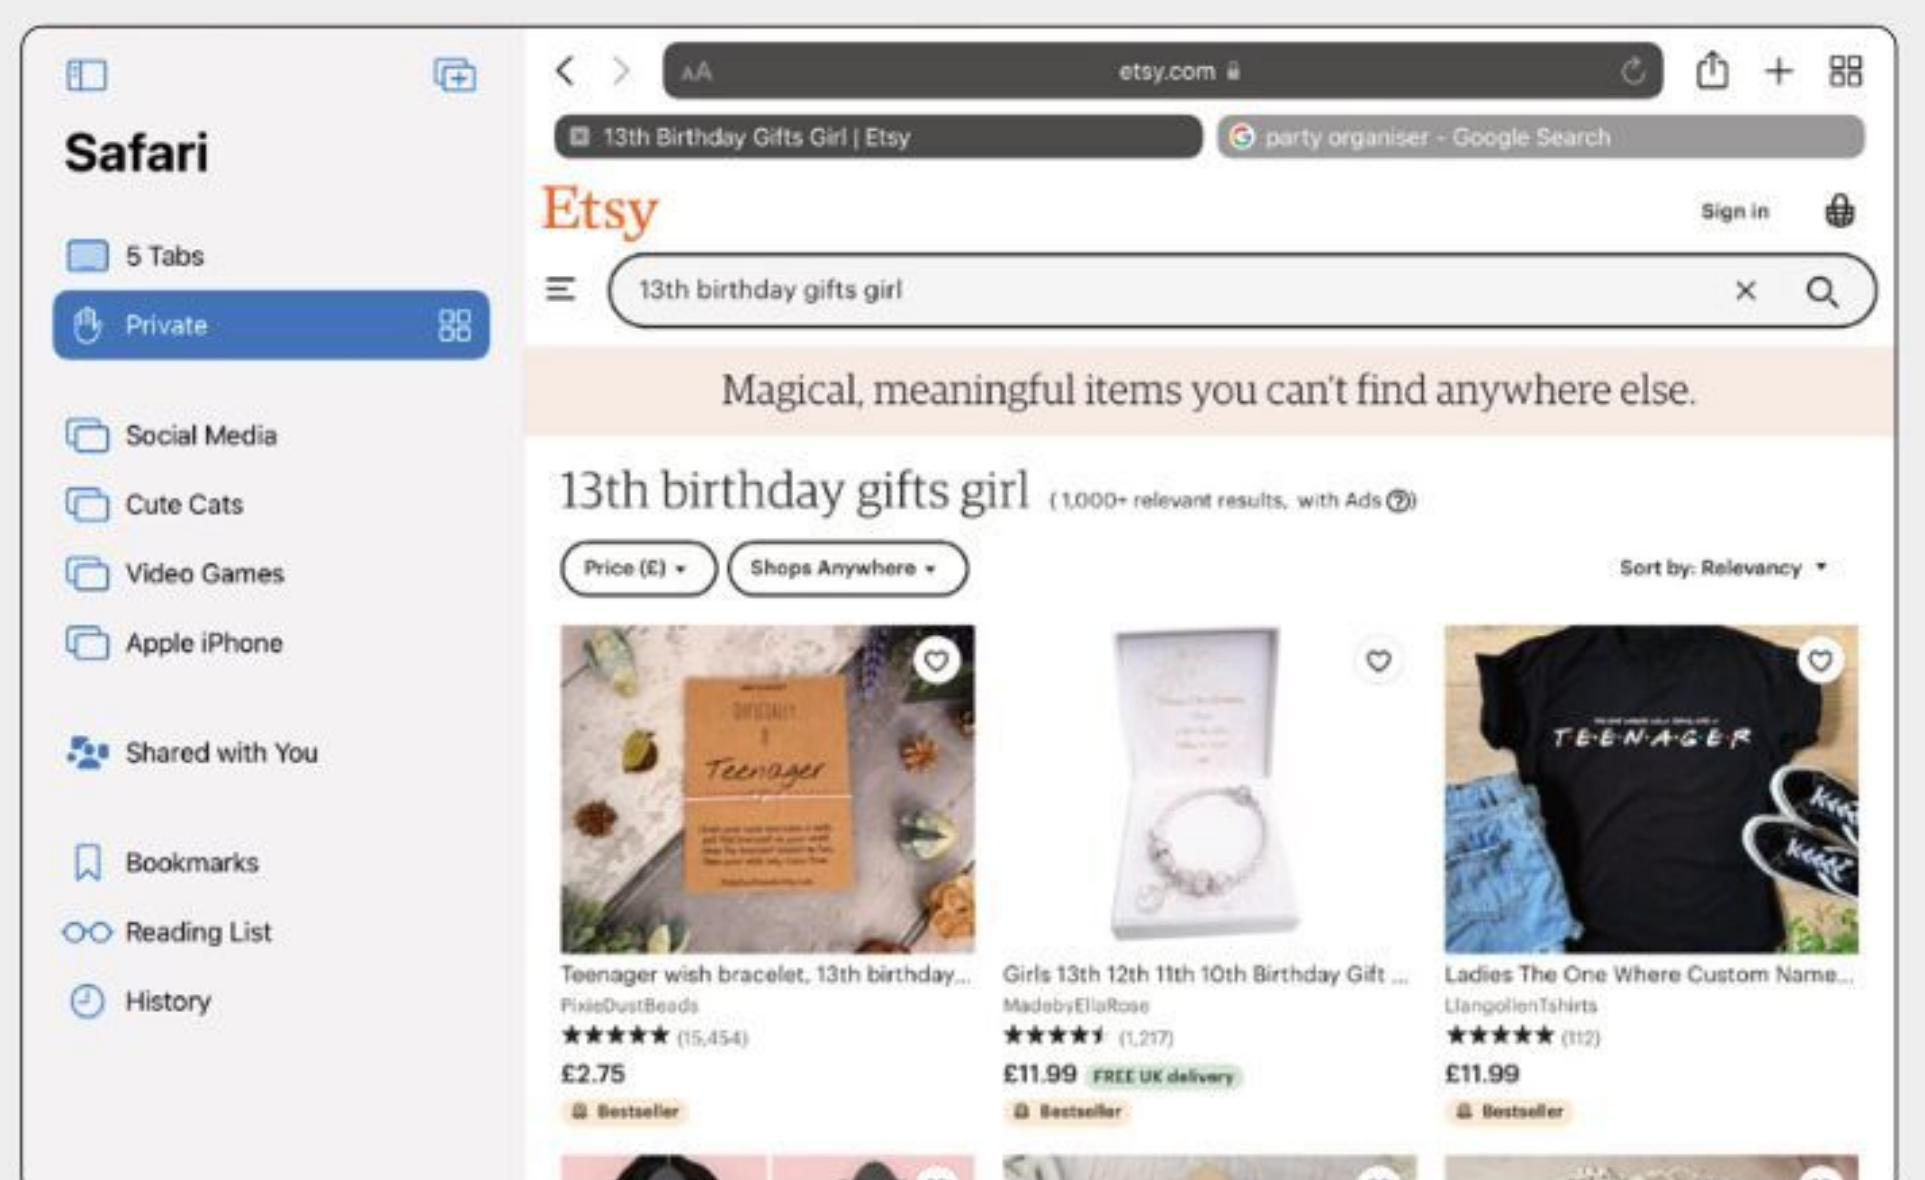 AA
etsy.com
13th Birthday Gifts Girl | Etsy
party organiser - Google Search
Safari
5 Tabs
Private
Social Media
Cute Cats
Video Games
Apple iPhone
Shared with You
Bookmarks
Reading List
History
Etsy
Sign in
13th birthday gifts girl
Magical, meaningful items you can't find anywhere else.
13th birthday gifts girl (1,000+ relevant results, with Ads ?)
Price (£)
Shops Anywhere
Sort by: Relevancy
Teenager
TEENAGER
Teenager wish bracelet, 13th birthday...
PixieDustBeads
(15,454)
£2.75
Bestseller
Girls 13th 12th 11th 10th Birthday Gift ...
MadebyEllaRose
(1,217)
£11.99 FREE UK delivery
Bestseller
Ladies The One Where Custom Name...
LlangollenTshirts
(112)
£11.99
Bestseller